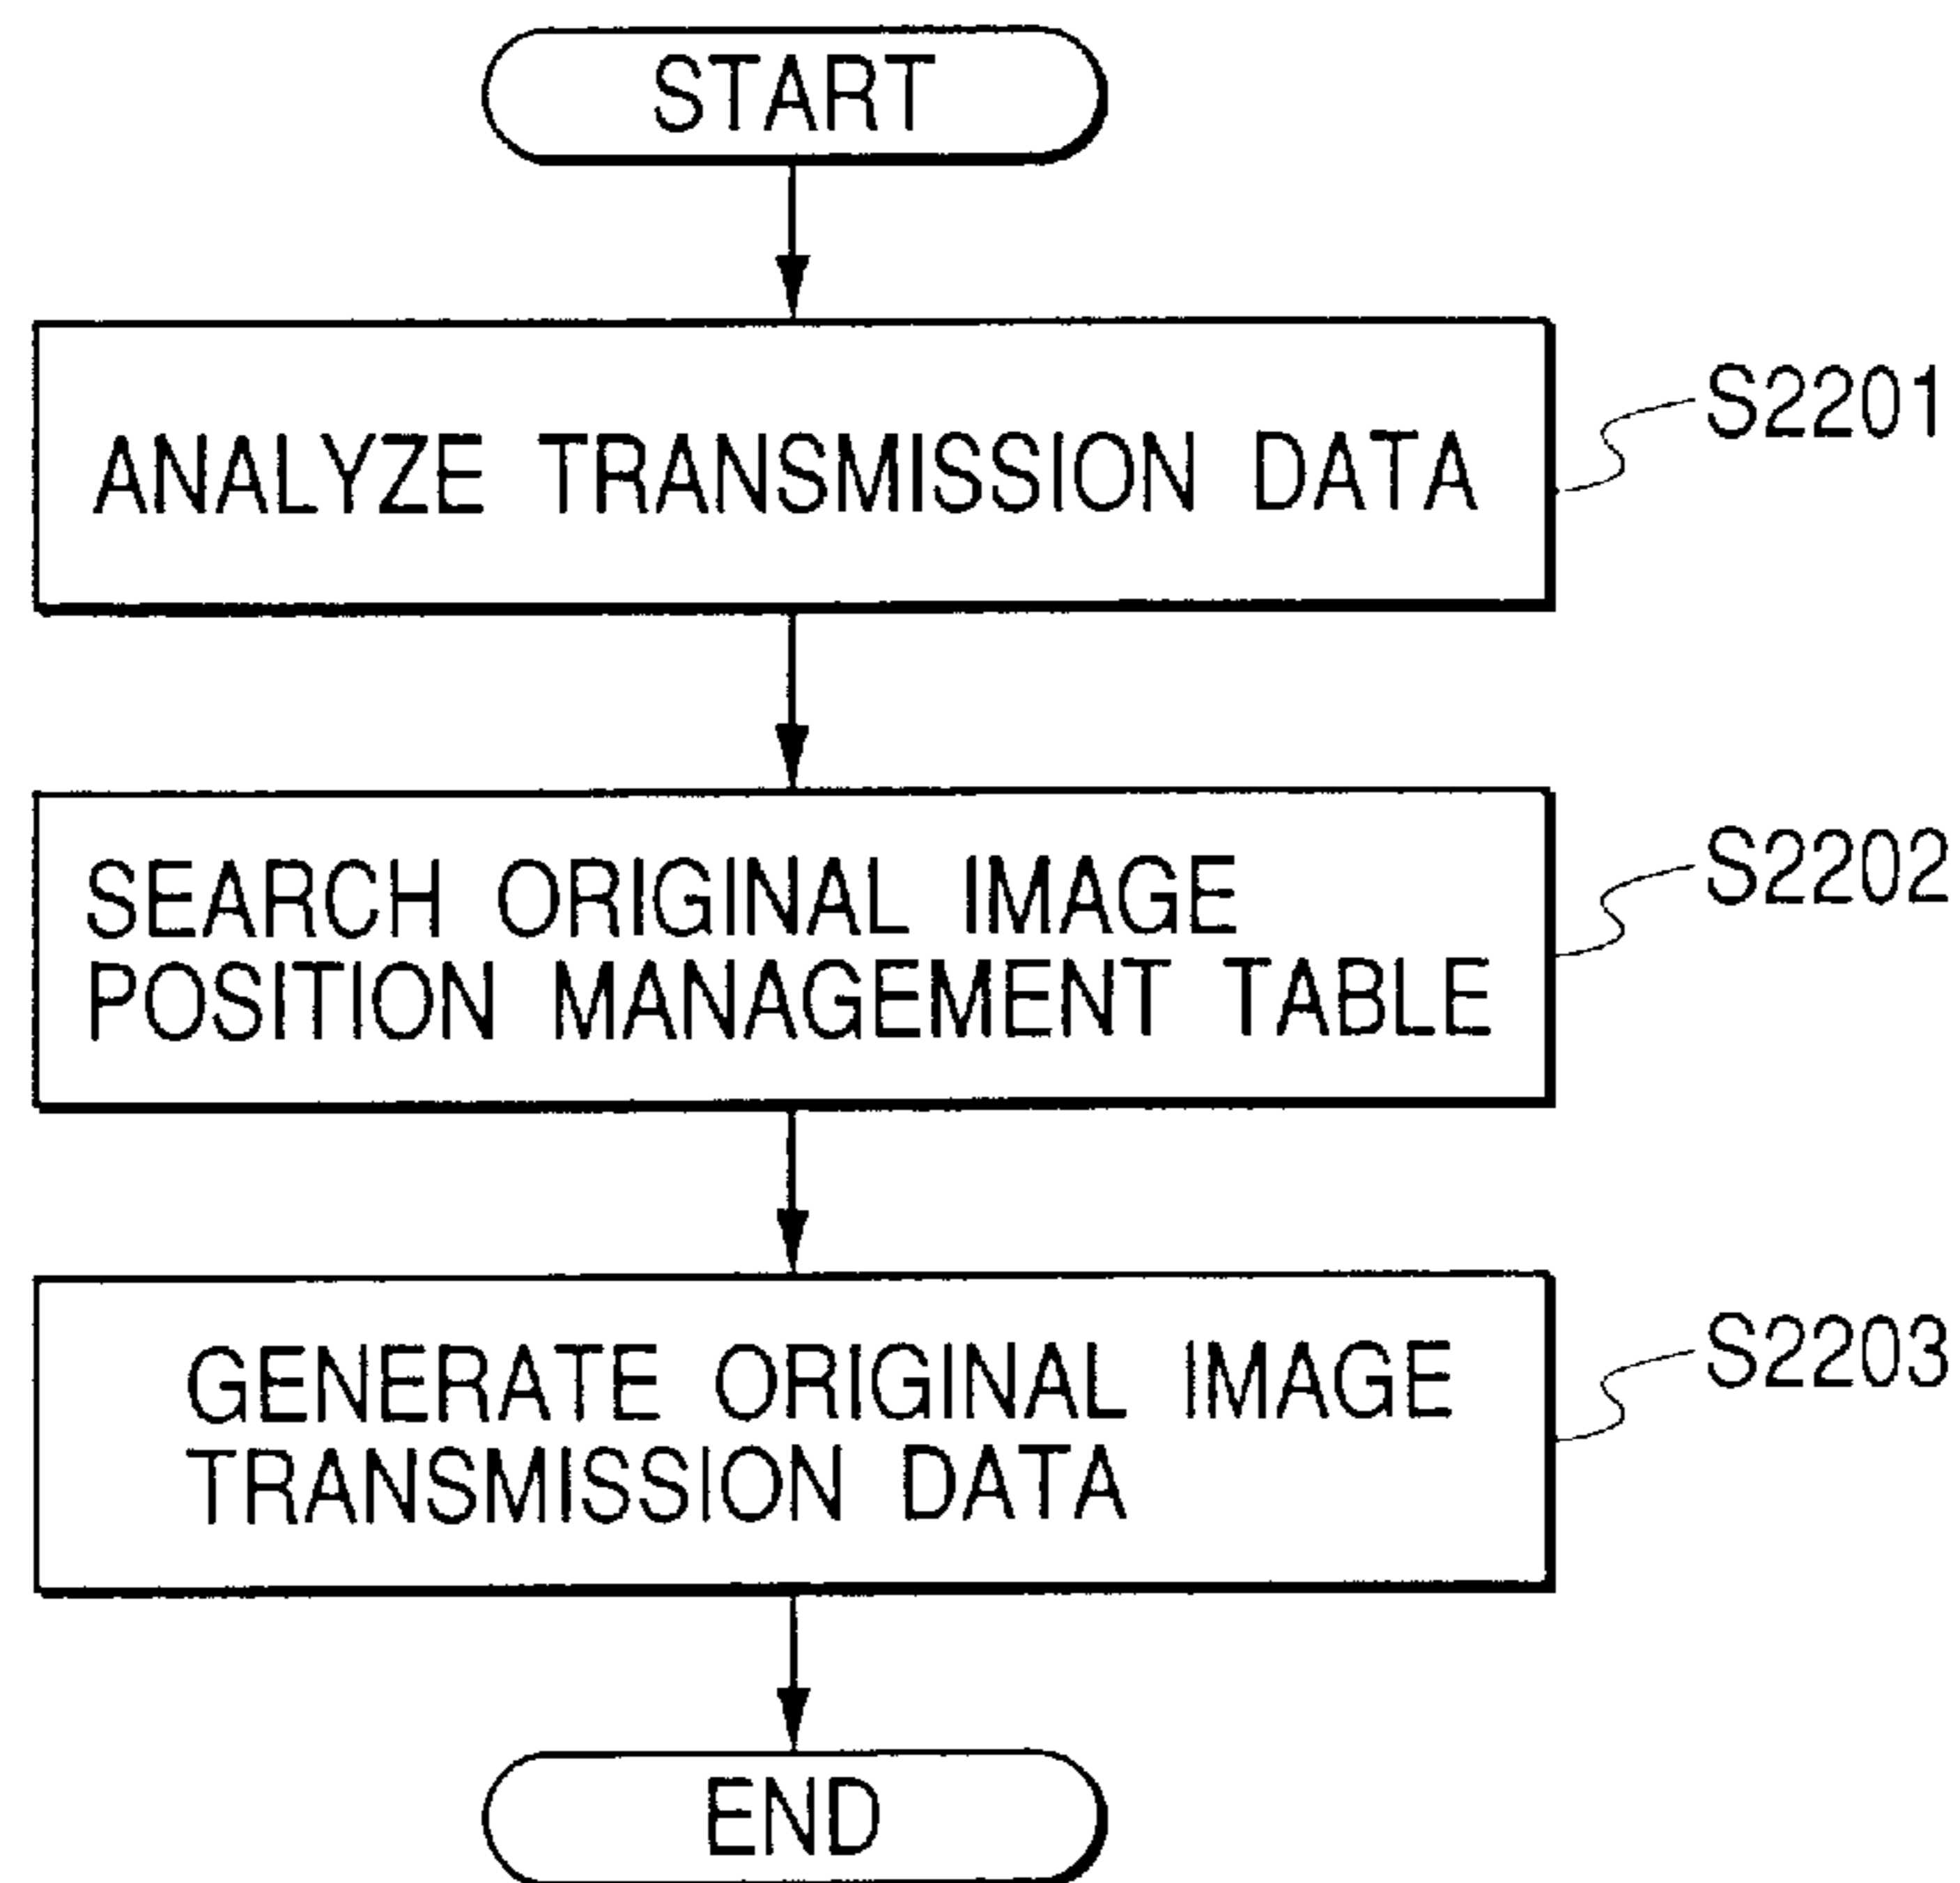 START
ANALYZE TRANSMISSION DATA
S2201
SEARCH ORIGINAL IMAGE
POSITION MANAGEMENT TABLE
S2202
GENERATE ORIGINAL IMAGE
TRANSMISSION DATA
S2203
END